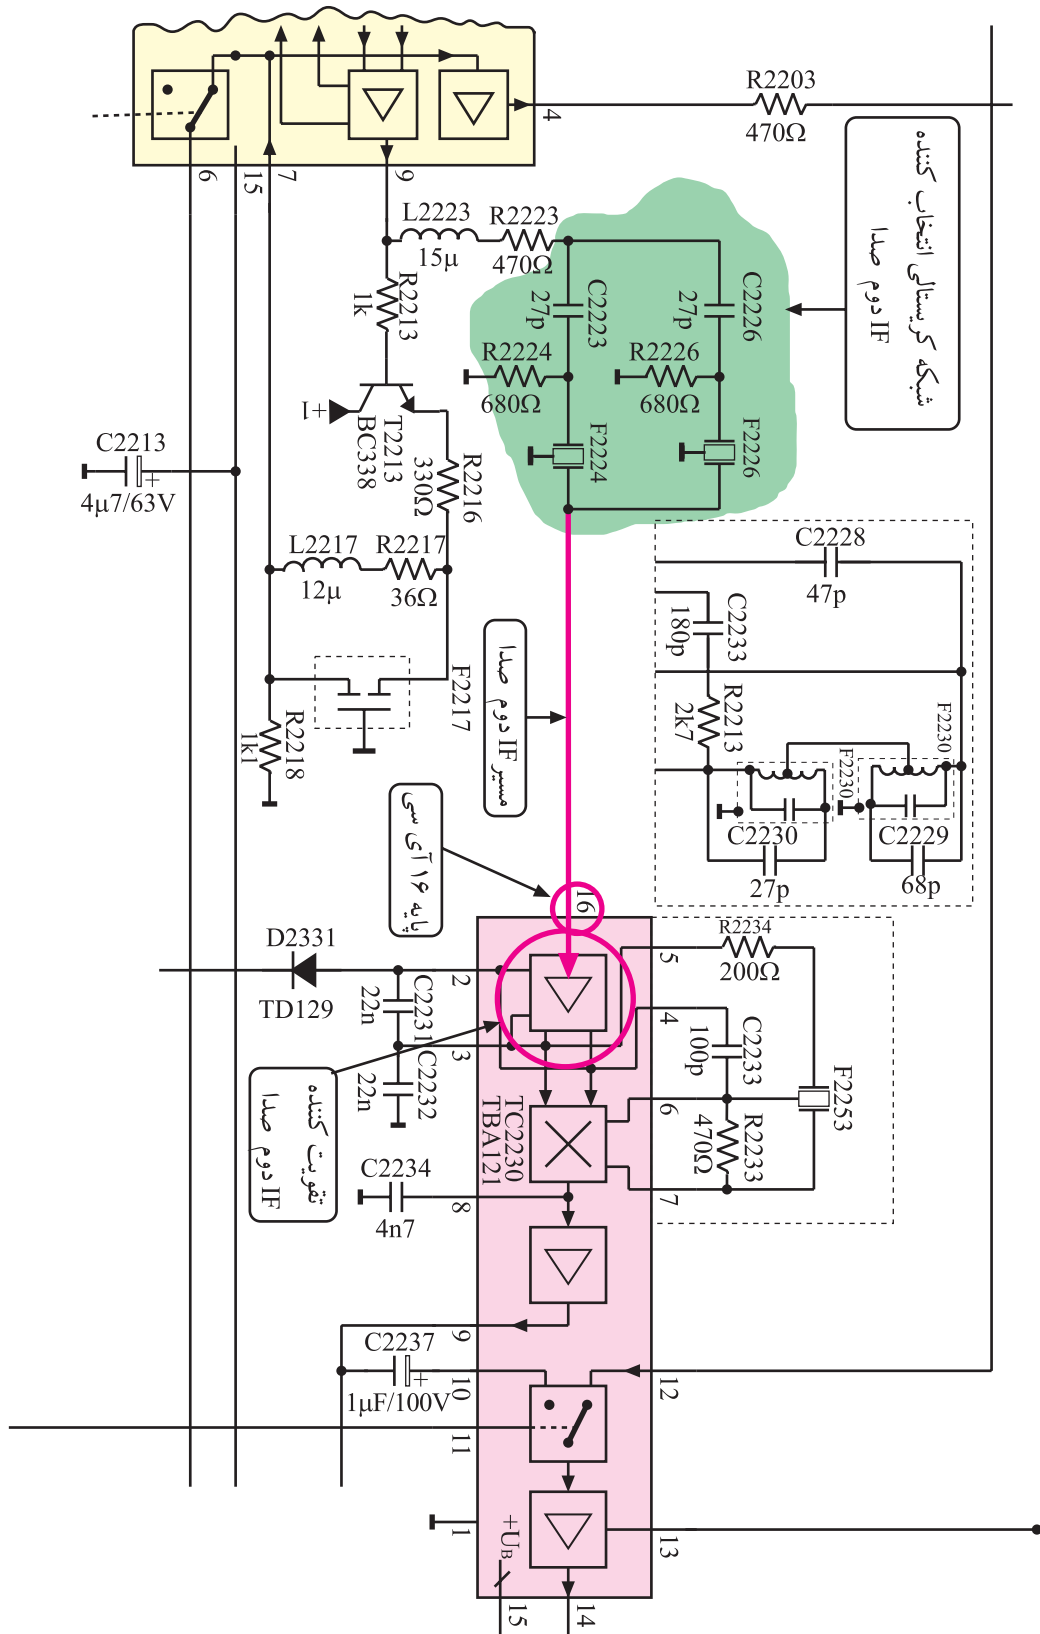 R2203
470Ω
4
6
15
7
9
شبکه کریستالی انتخاب کننده
IF دوم صدا
L2223
15μ
R2223
470Ω
R2213
1k
C2223
27p
C2226
27p
R2224
680Ω
R2226
680Ω
+1
T2213
BC338
F2224
F2226
C2213
+
4μ7/63V
R2216
330Ω
L2217
12μ
R2217
36Ω
C2228
47p
C2233
180p
F2217
R2218
1k1
مسیر IF دوم صدا
R2213
2k7
F2230
F2230
C2230
27p
C2229
68p
پایه ۱۶ آی سی
16
D2331
TD129
2
C2231
22n
3
C2232
22n
5
R2234
200Ω
4
C2233
100p
F2253
6
R2233
470Ω
7
TC2230
TBA121
تقویت کننده
IF دوم صدا
C2234
4n7
8
9
C2237
+
1μF/100V
10
12
11
1
+UB
13
15
14